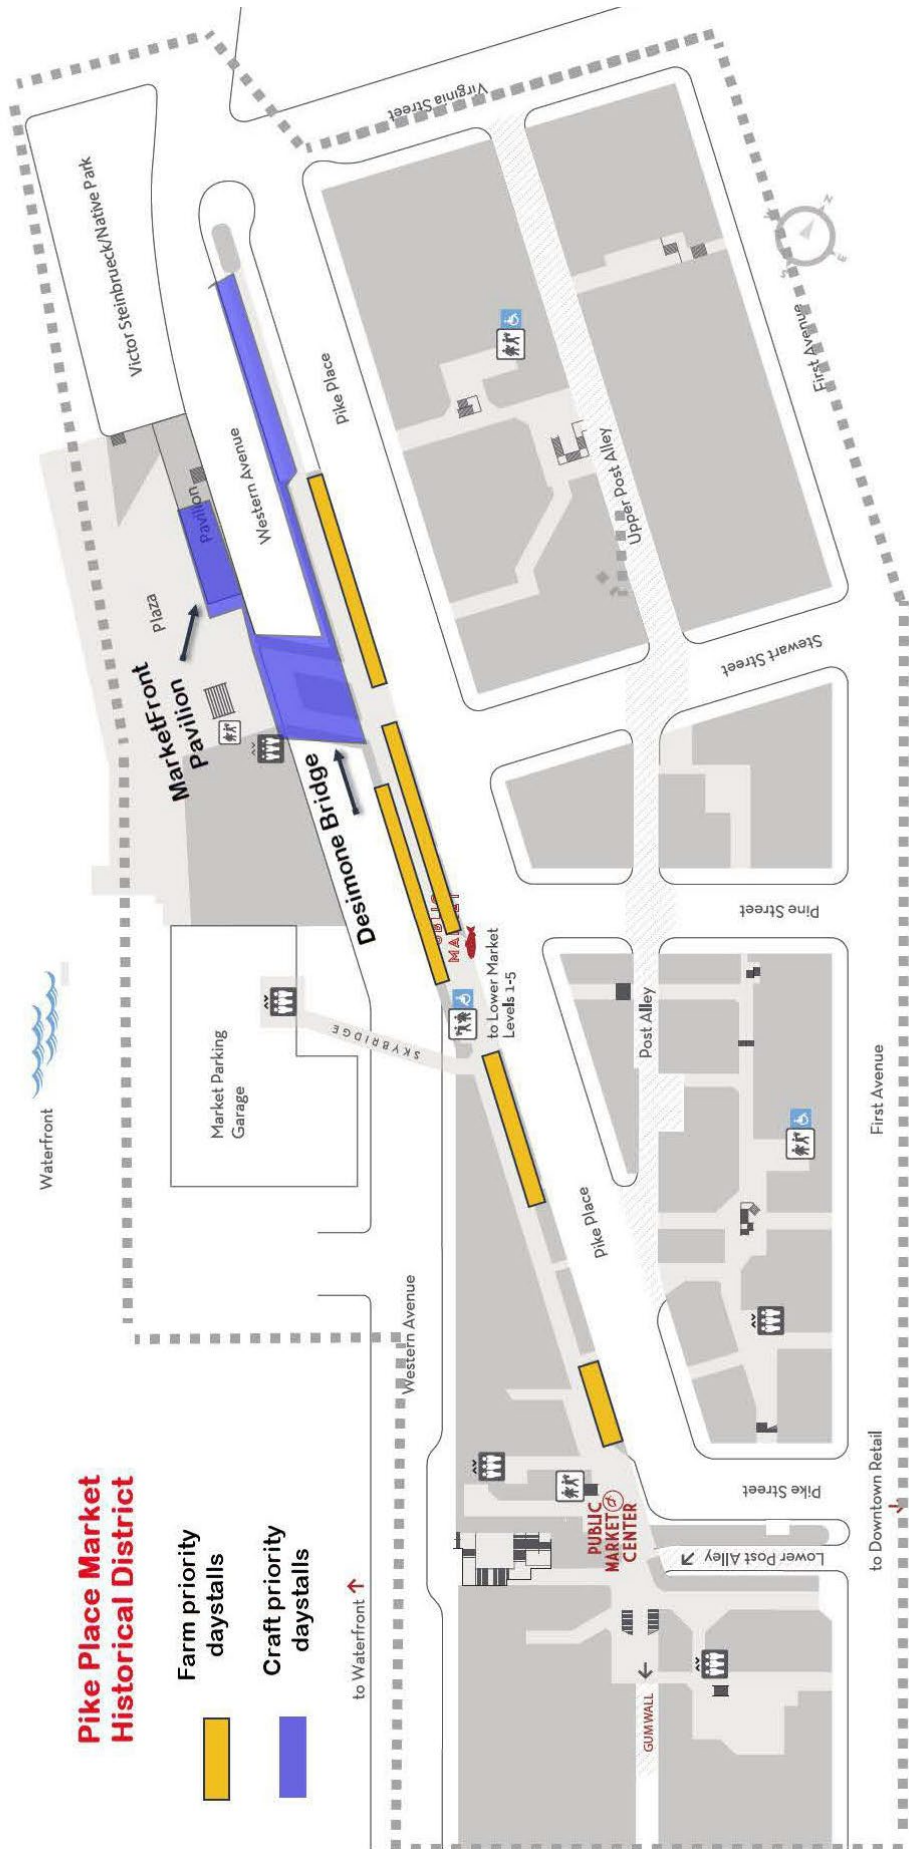 Pike Place Market
Historical District
Farm priority
daystalls
Craft priority
daystalls
to Waterfront
Waterfront
Market Parking
Garage
SKYBRIDGE
MarketFront
Pavilion
Desimone Bridge
Plaza
Pavilion
Victor Steinbrueck/Native Park
Western Avenue
Western Avenue
Pike Place
Pike Place
to Lower Market
Levels 1-5
PUBLIC
MARKET
CENTER
GUM WALL
Lower Post Alley
Pike Street
Post Alley
Pine Street
Stewart Street
Upper Post Alley
Virginia Street
First Avenue
First Avenue
to Downtown Retail
N
E